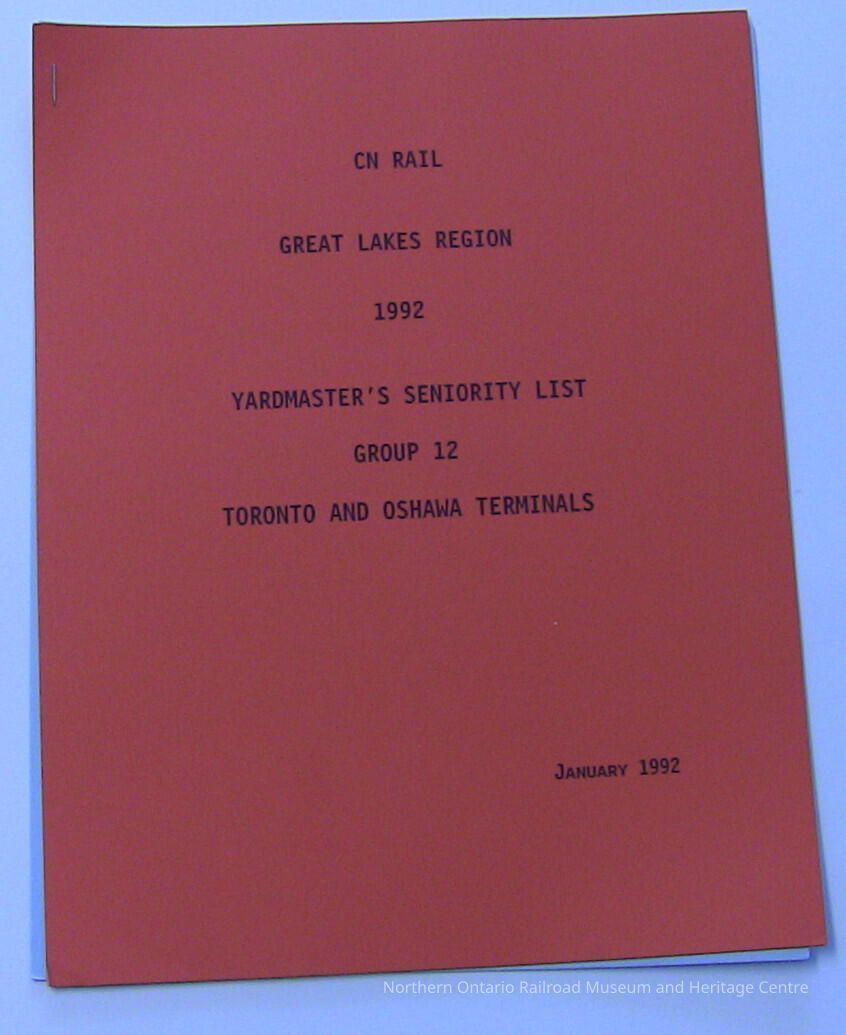 CN RAIL
GREAT LAKES REGION
1992
YARDMASTER'S SENIORITY LIST
GROUP 12
TORONTO AND OSHAWA TERMINALS
JANUARY 1992
Northern Ontario Railroad Museum and Heritage Centre